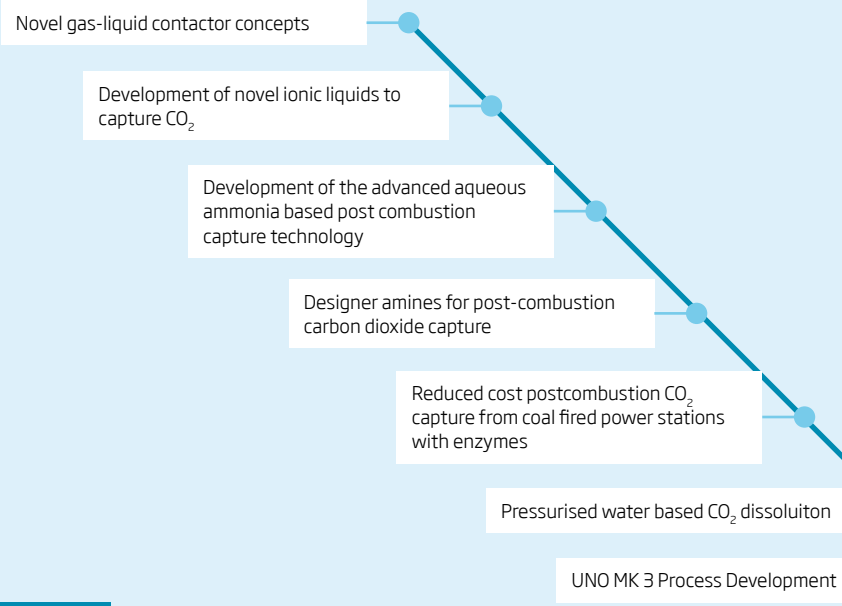 Novel gas-liquid contactor concepts
Development of novel ionic liquids to
capture CO₂
Development of the advanced aqueous
ammonia based post combustion
capture technology
Designer amines for post-combustion
carbon dioxide capture
Reduced cost postcombustion CO₂
capture from coal fired power stations
with enzymes
Pressurised water based CO₂ dissoluiton
UNO MK 3 Process Development